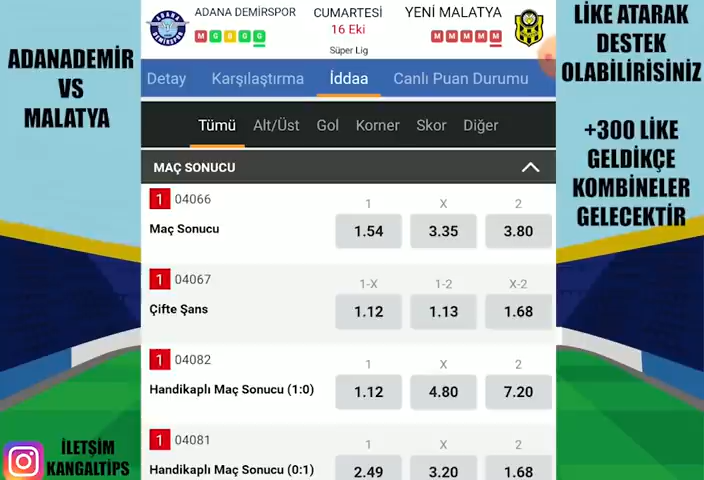 ADANADEMİR
VS
MALATYA
ADANA DEMİRSPOR
M G B G G
CUMARTESİ
16 Eki
Süper Lig
YENİ MALATYA
M M M M M
Detay Karşılaştırma İddaa Canlı Puan Durumu
Tümü Alt/Üst Gol Korner Skor Diğer
MAÇ SONUCU
1 04066
Maç Sonucu
1 X 2
1.54 3.35 3.80
1 04067
Çifte Şans
1-X 1-2 X-2
1.12 1.13 1.68
1 04082
Handikaplı Maç Sonucu (1:0)
1 X 2
1.12 4.80 7.20
1 04081
Handikaplı Maç Sonucu (0:1)
1 X 2
2.49 3.20 1.68
LİKE ATARAK
DESTEK
OLABİLİRİSİNİZ
+300 LİKE
GELDİKÇE
KOMBİNELER
GELECEKTİR
İLETŞİM
KANGALTİPS